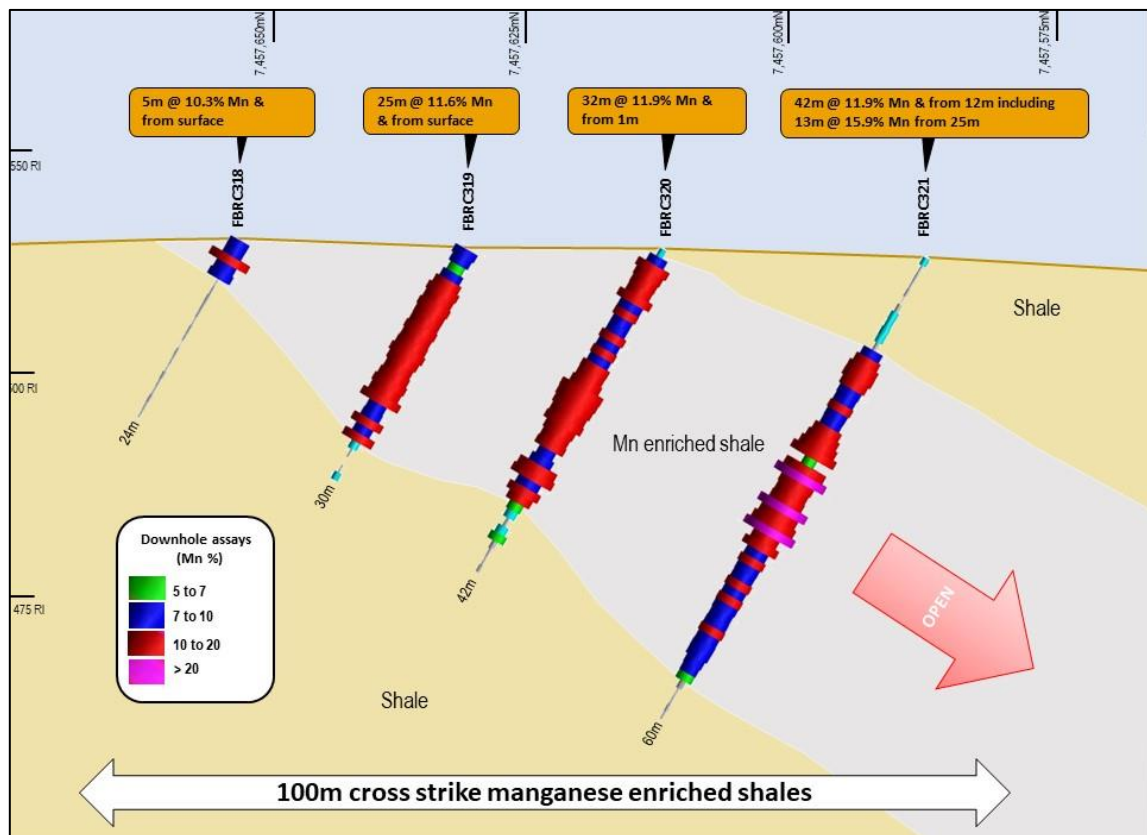 7,457,650mN
7,457,625mN
7,457,600mN
7,457,575mN
5m @ 10.3% Mn &
from surface
25m @ 11.6% Mn
& from surface
32m @ 11.9% Mn &
from 1m
42m @ 11.9% Mn & from 12m including
13m @ 15.9% Mn from 25m
550 RI
FBRC318
FBRC319
FBRC320
FBRC321
Shale
00 RI
24m
Mn enriched shale
30m
Downhole assays
(Mn %)
5 to 7
7 to 10
10 to 20
> 20
42m
475 RI
OPEN
Shale
60m
100m cross strike manganese enriched shales